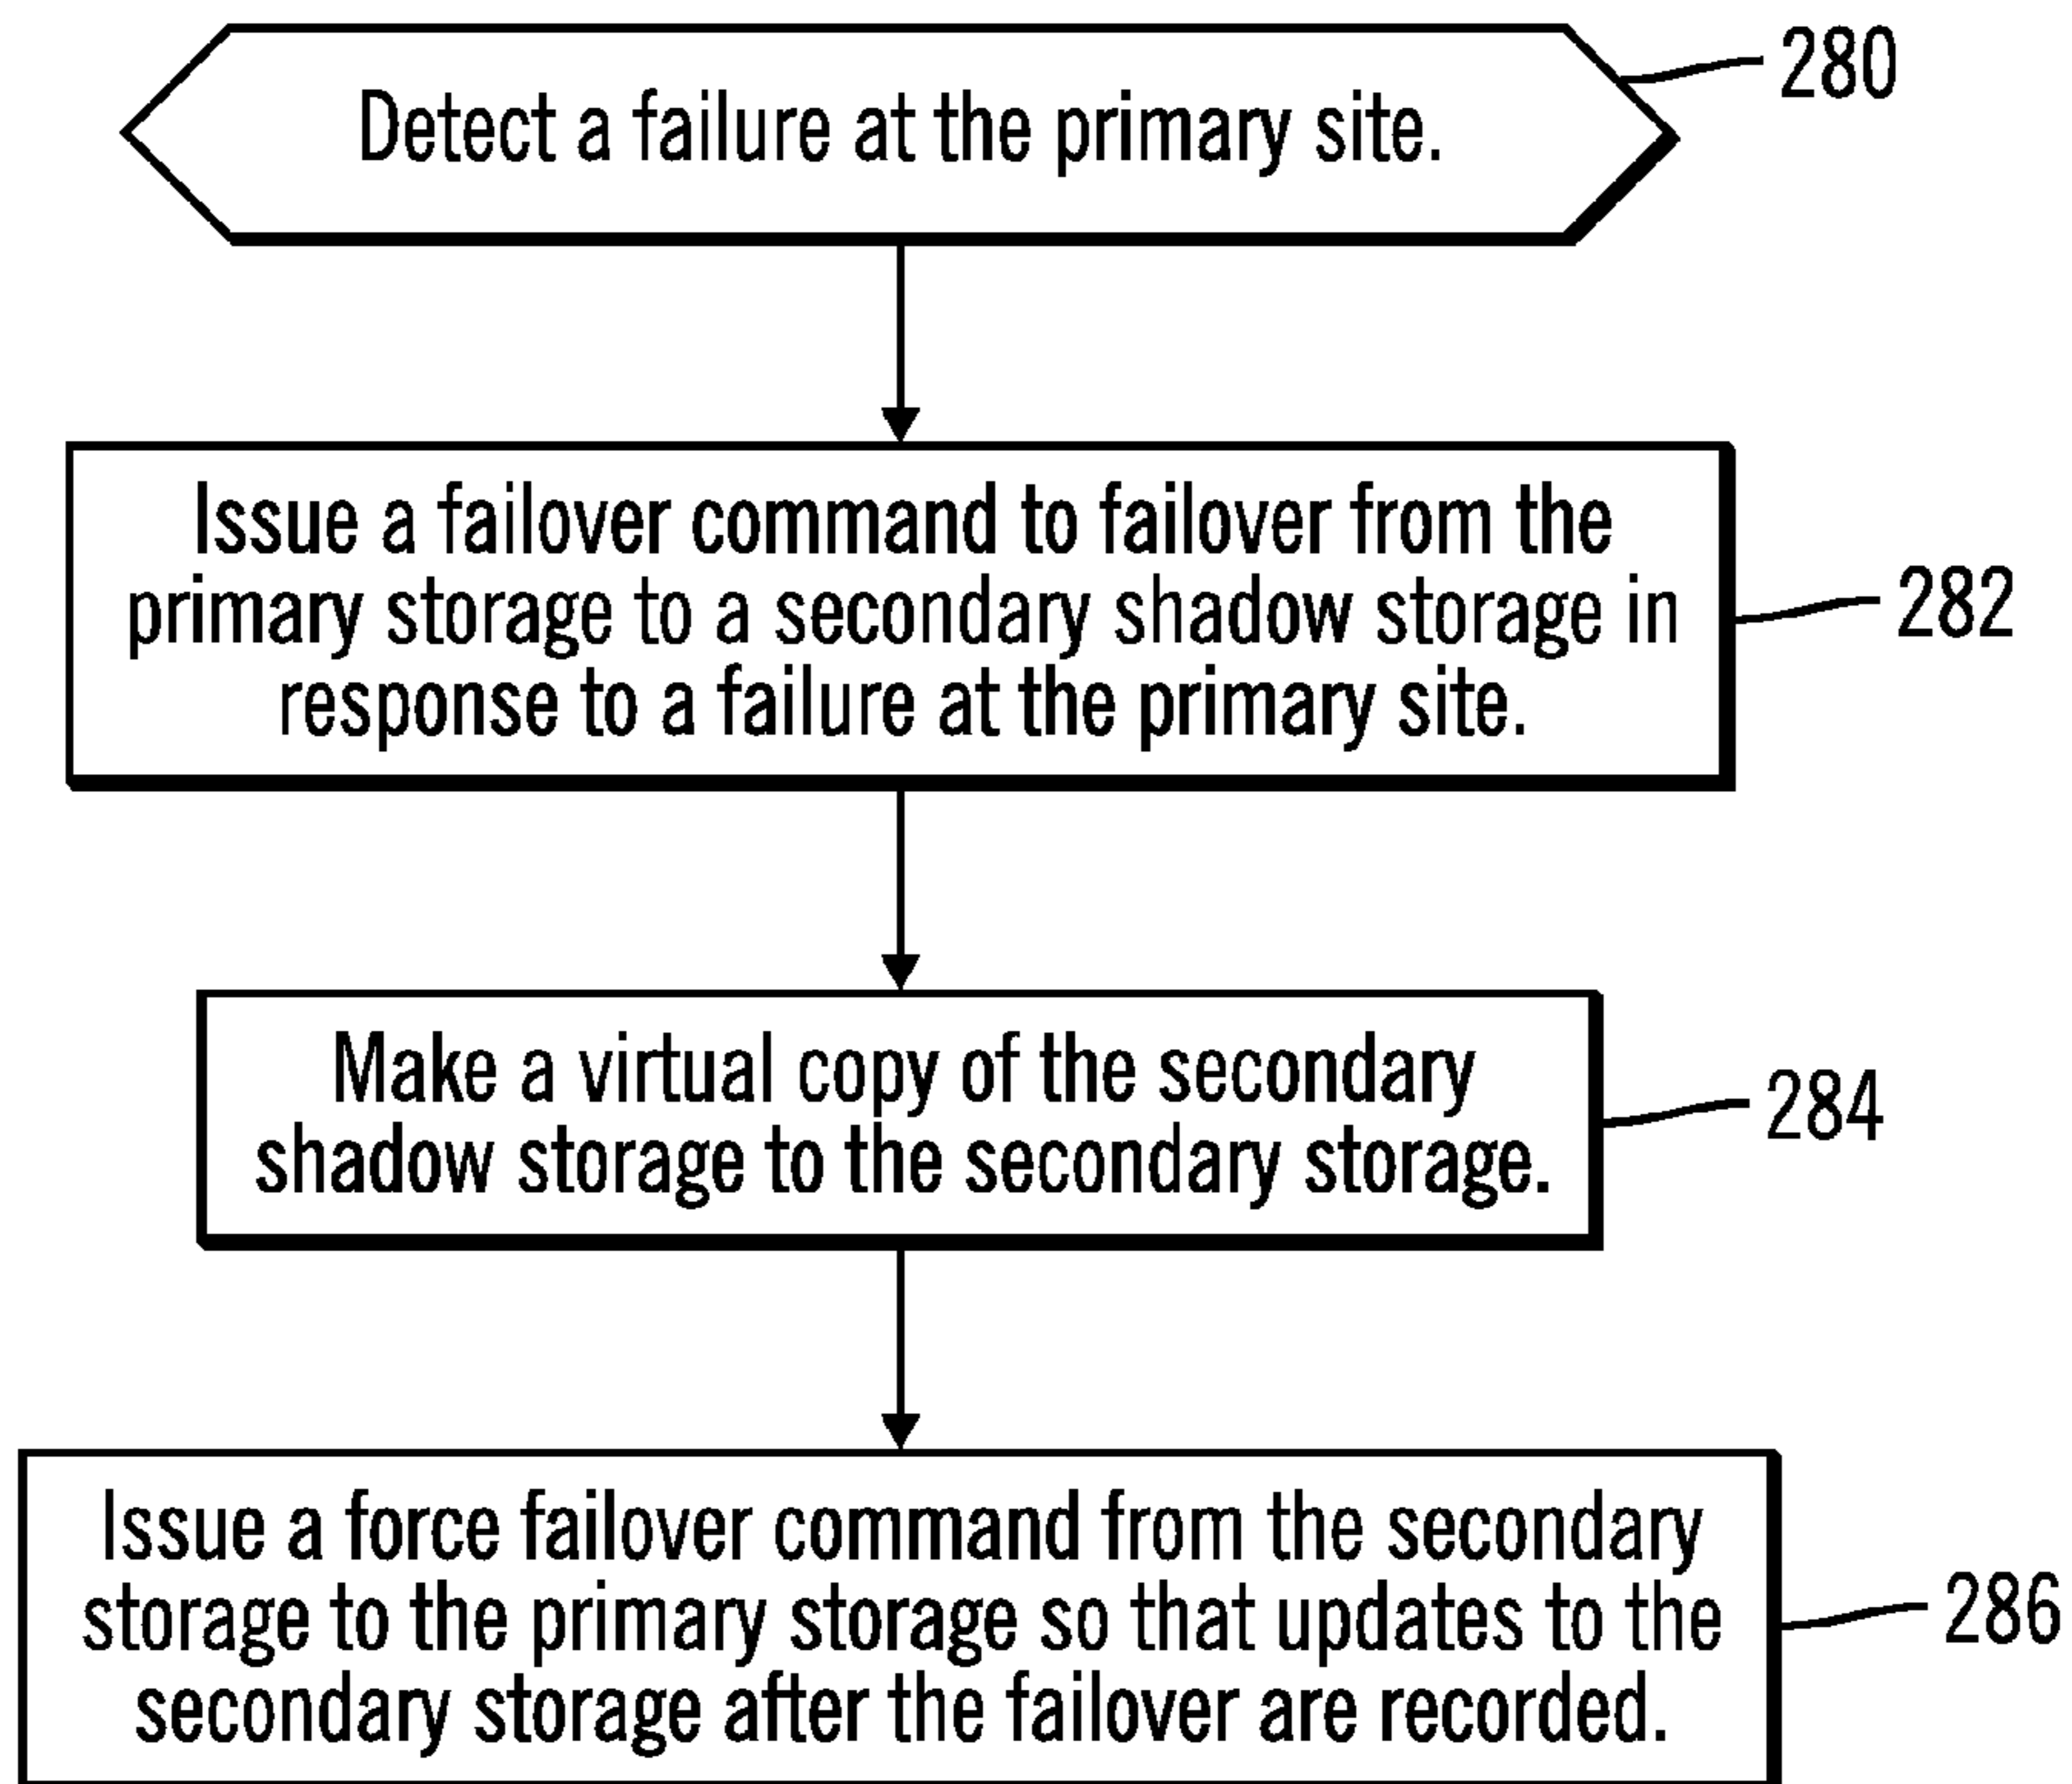 Detect a failure at the primary site.
280
Issue a failover command to failover from the
primary storage to a secondary shadow storage in
response to a failure at the primary site.
282
Make a virtual copy of the secondary
shadow storage to the secondary storage.
284
Issue a force failover command from the secondary
storage to the primary storage so that updates to the
secondary storage after the failover are recorded.
286